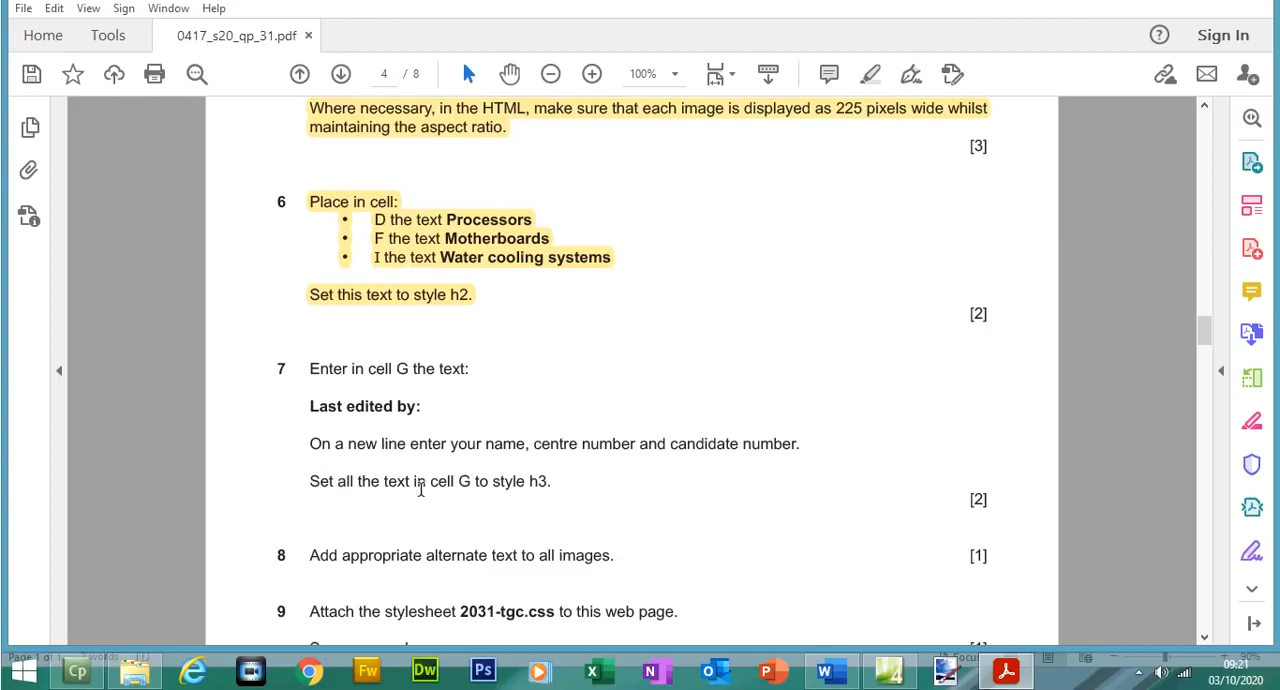 File Edit View Sign Window Help
Home Tools 0417_s20_qp_31.pdf × Sign In
4 / 8 100%
Where necessary, in the HTML, make sure that each image is displayed as 225 pixels wide whilst
maintaining the aspect ratio.
[3]
6 Place in cell:
• D the text Processors
• F the text Motherboards
• I the text Water cooling systems
Set this text to style h2.
[2]
7 Enter in cell G the text:
Last edited by:
On a new line enter your name, centre number and candidate number.
Set all the text in cell G to style h3.
[2]
8 Add appropriate alternate text to all images. [1]
9 Attach the stylesheet 2031-tgc.css to this web page.
09:21
03/10/2020